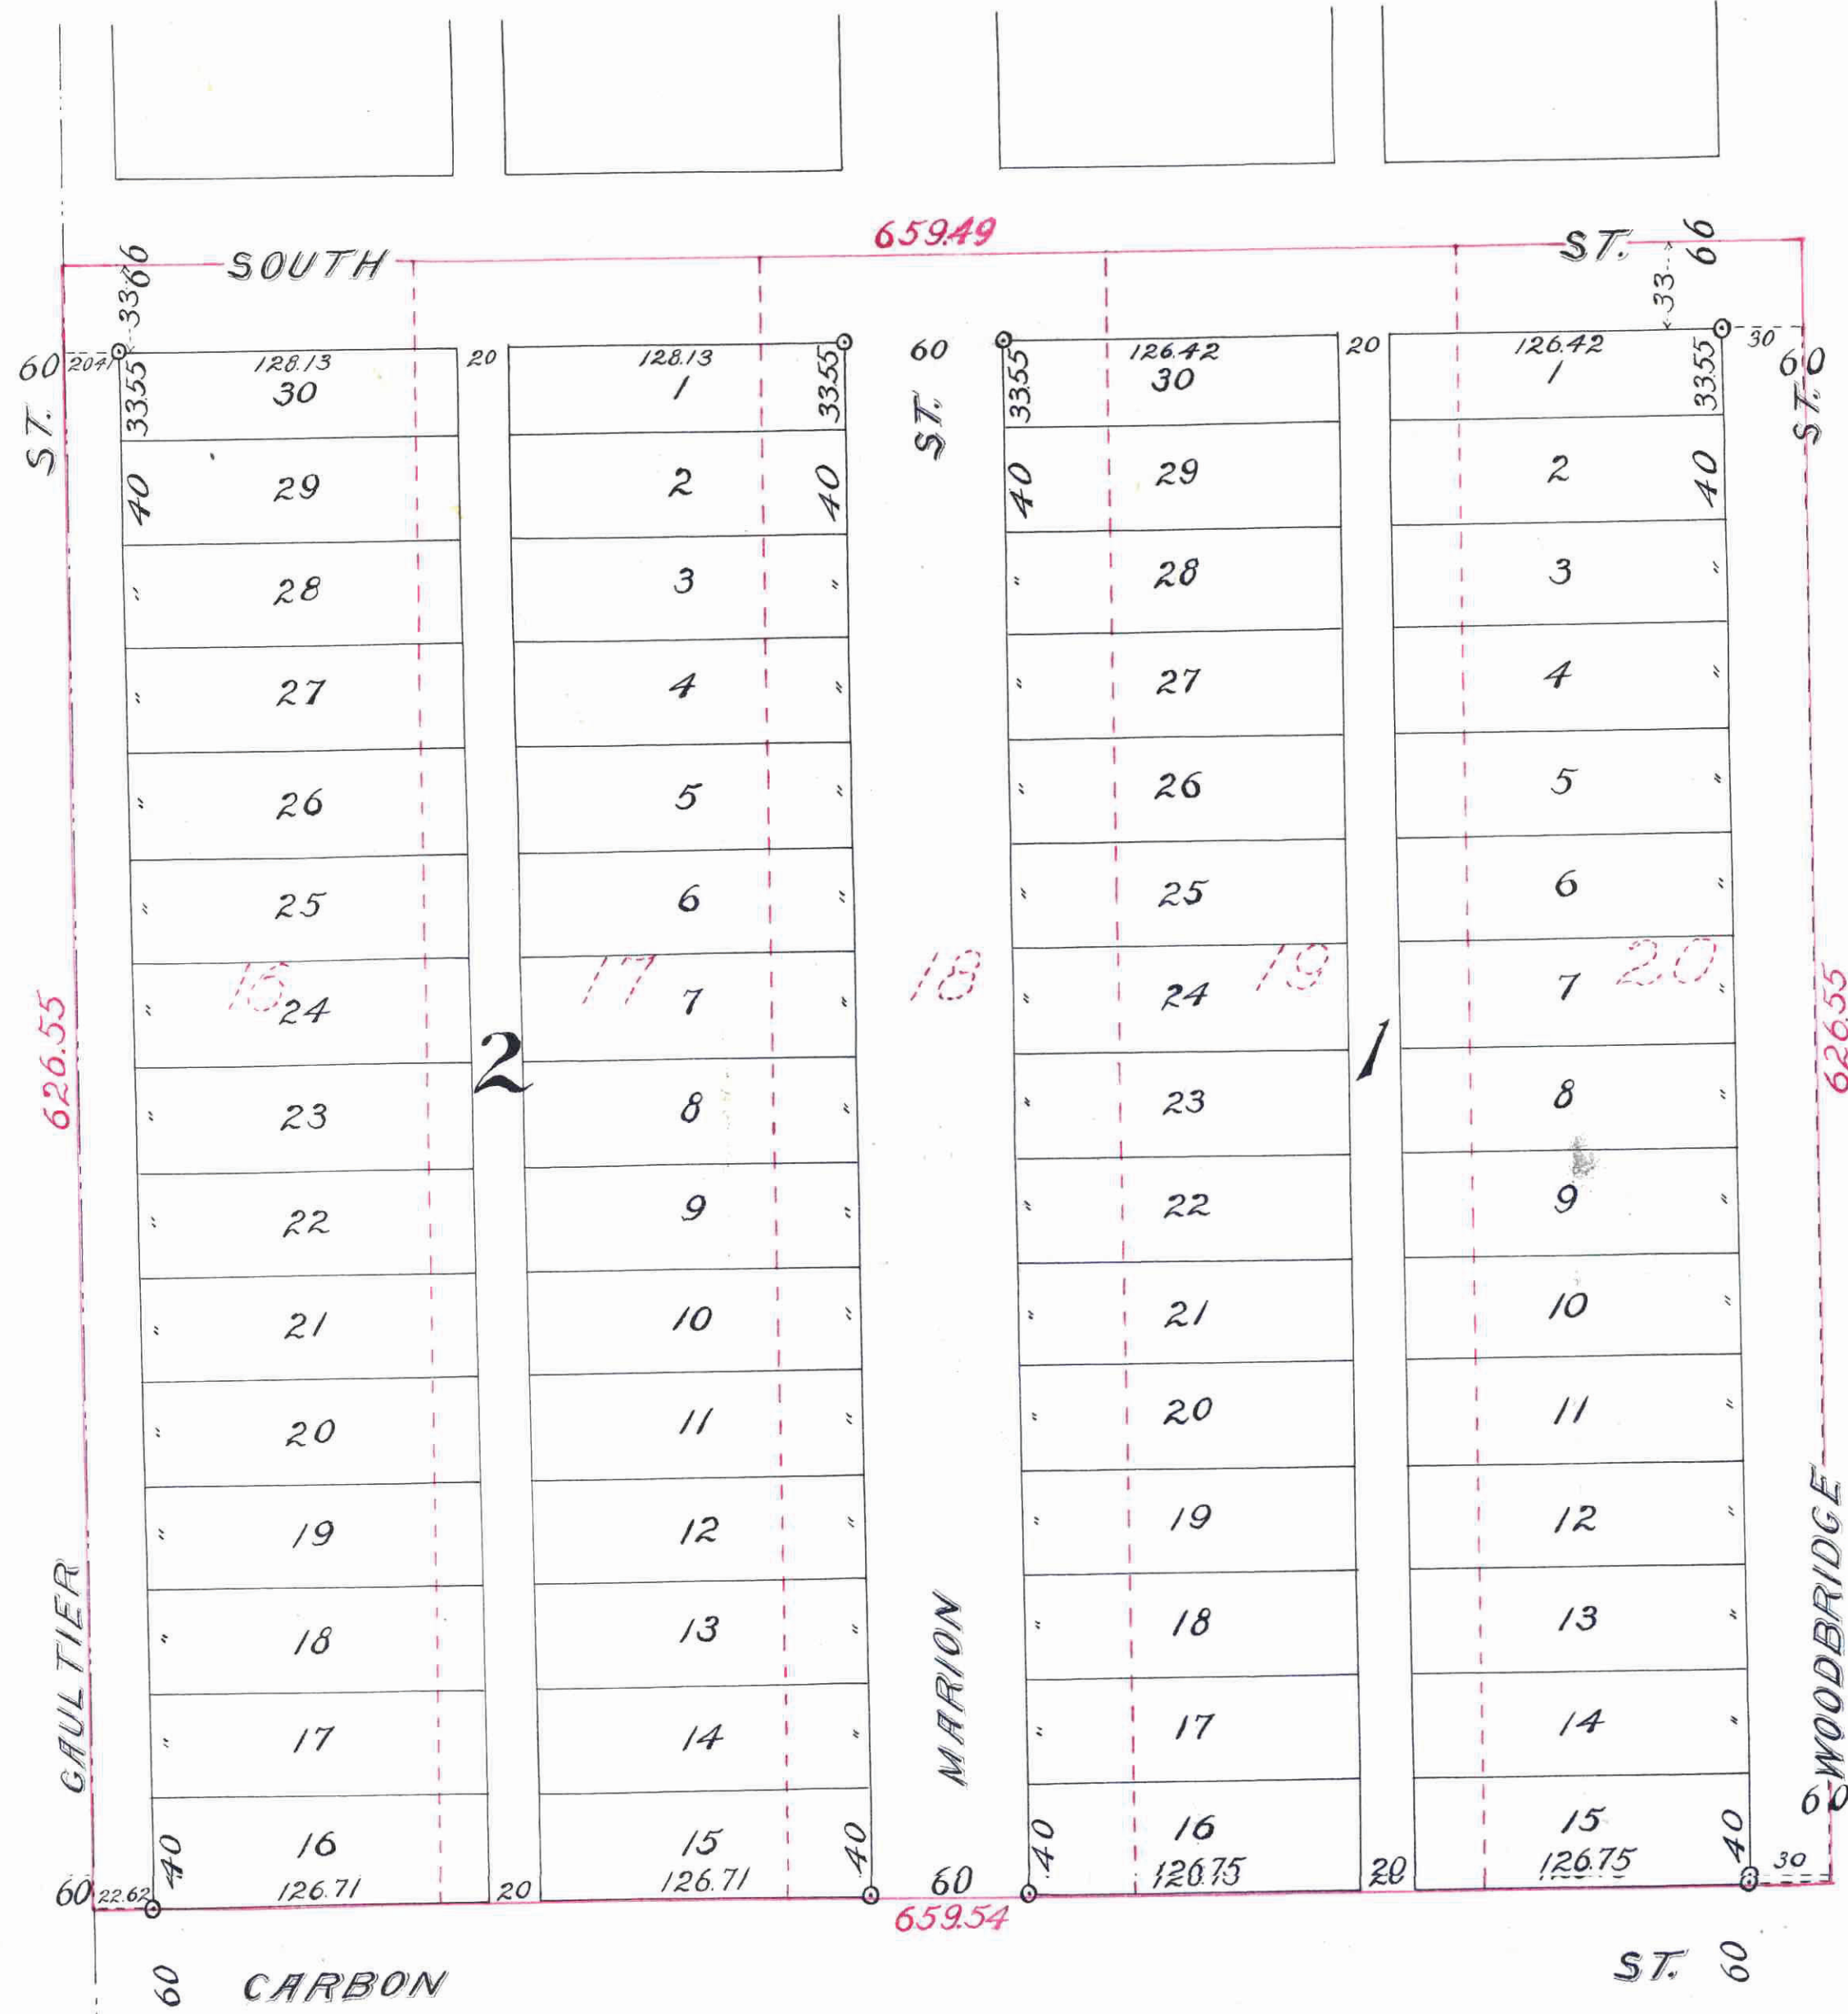 659.49
SOUTH ST.
33 66 33 66
60 20.41 128.13 20 128.13 60 126.42 20 126.42 30 60
ST. 33.55 30 1 33.55 ST. 33.55 30 1 33.55 ST.
40 29 2 40 40 29 2 40
" 28 3 " " 28 3 "
" 27 4 " " 27 4 "
" 26 5 " " 26 5 "
" 25 6 " " 25 6 "
16 17 18 19 20
" 24 7 " " 24 7 "
626.55 2 1 626.55
" 23 8 " " 23 8 "
" 22 9 " " 22 9 "
" 21 10 " " 21 10 "
" 20 11 " " 20 11 "
" 19 12 " " 19 12 "
GAULTIER MARION WOODBRIDGE
" 18 13 " " 18 13 "
" 17 14 " " 17 14 "
40 16 15 40 40 16 15 40 60
60 22.62 126.71 20 126.71 60 126.75 20 126.75 30
659.54
60 CARBON ST. 60